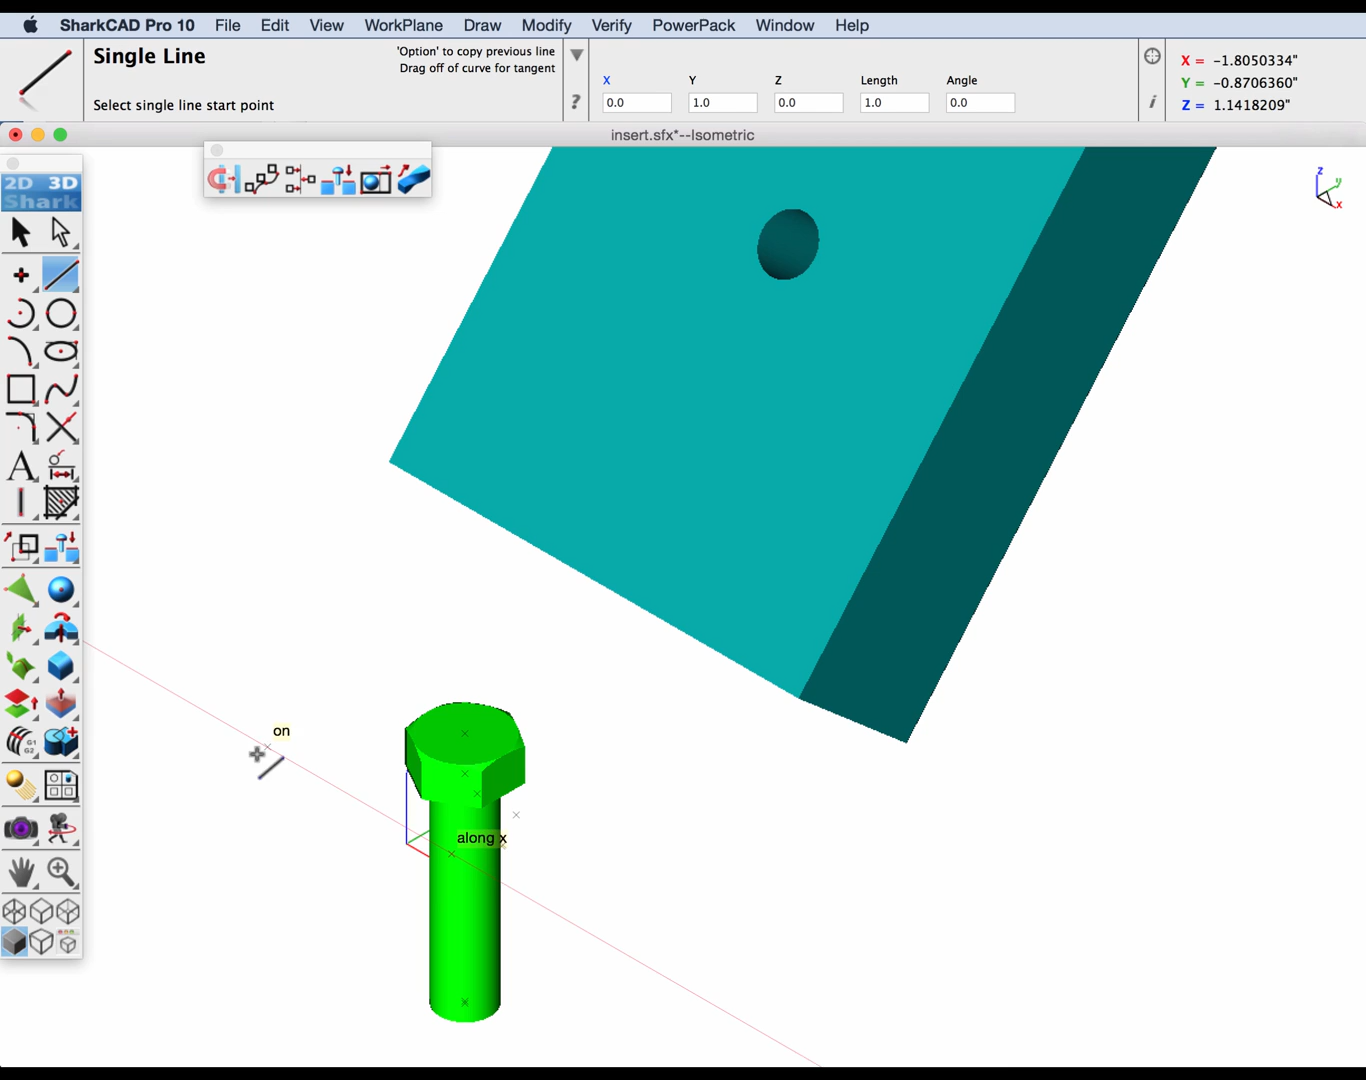 SharkCAD Pro 10 File Edit View WorkPlane Draw Modify Verify PowerPack Window Help
Single Line
'Option' to copy previous line
Drag off of curve for tangent
Select single line start point
?
X Y Z Length Angle
0.0 1.0 0.0 1.0 0.0
i
X = -1.8050334"
Y = -0.8706360"
Z = 1.1418209"
insert.sfx*--Isometric
2D 3D
Shark
A
G1
G2
z
y
x
on
along x